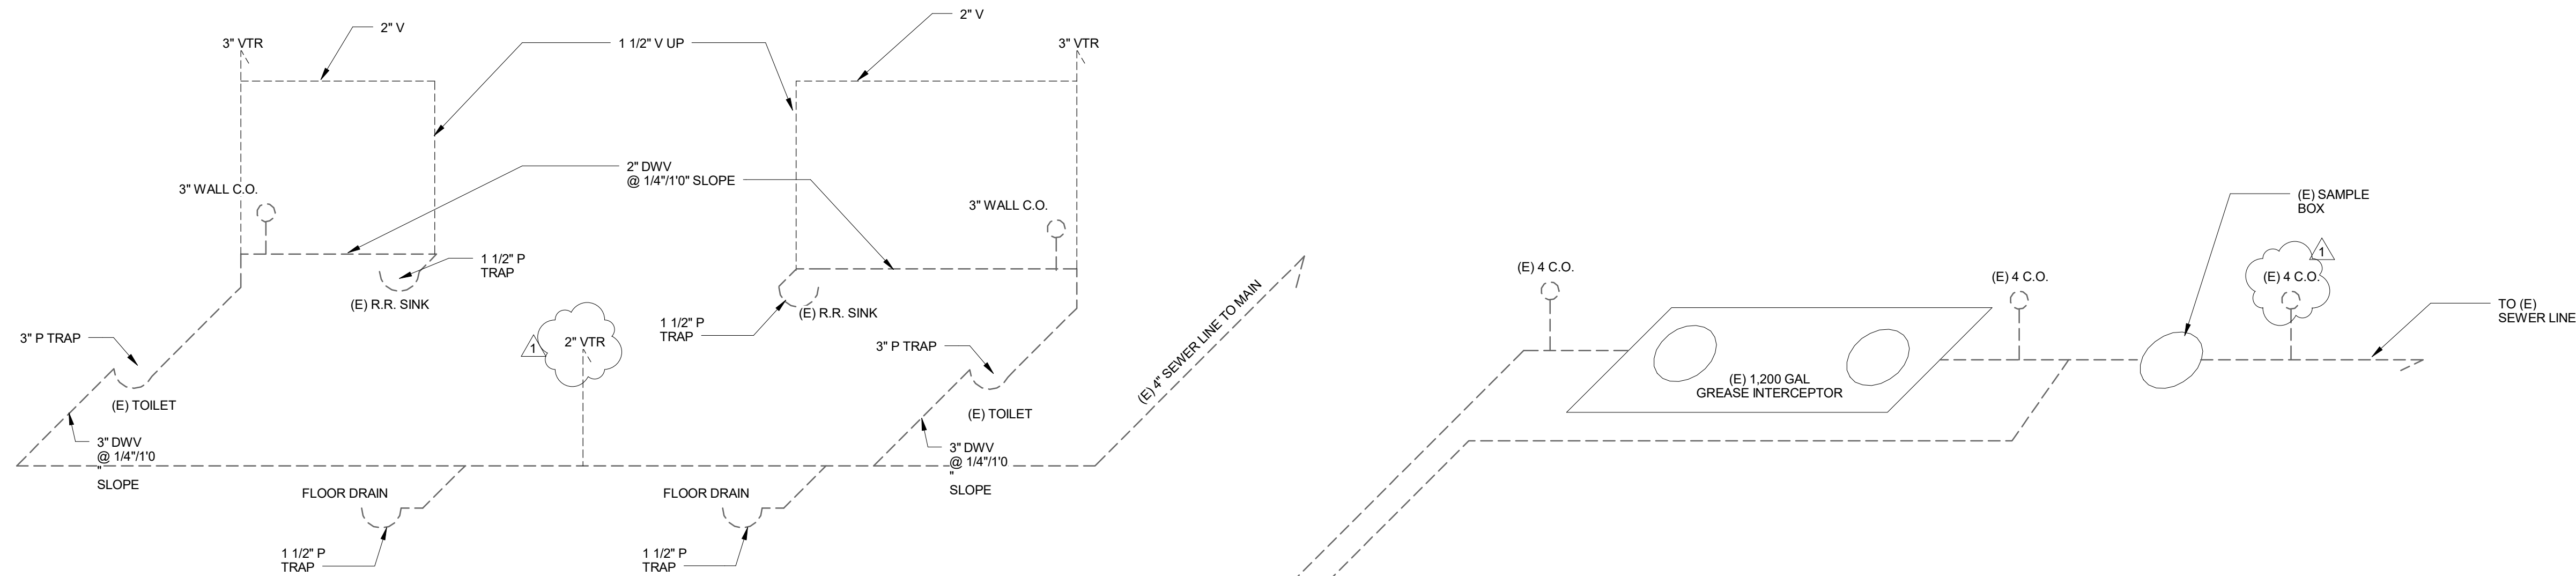 2" V
3" VTR
1 1/2" V UP
2" V
3" VTR
2" DWV
@ 1/4"/1'0" SLOPE
3" WALL C.O.
3" WALL C.O.
1 1/2" P
TRAP
(E) R.R. SINK
(E) R.R. SINK
1 1/2" P
TRAP
3" P TRAP
1
2" VTR
3" P TRAP
(E) TOILET
(E) TOILET
3" DWV
@ 1/4"/1'0
"
SLOPE
3" DWV
@ 1/4"/1'0
"
SLOPE
FLOOR DRAIN
FLOOR DRAIN
1 1/2" P
TRAP
1 1/2" P
TRAP
(E) 4" SEWER LINE TO MAIN
(E) 4 C.O.
(E) 1,200 GAL
GREASE INTERCEPTOR
(E) 4 C.O.
(E) SAMPLE
BOX
1
(E) 4 C.O.
TO (E)
SEWER LINE